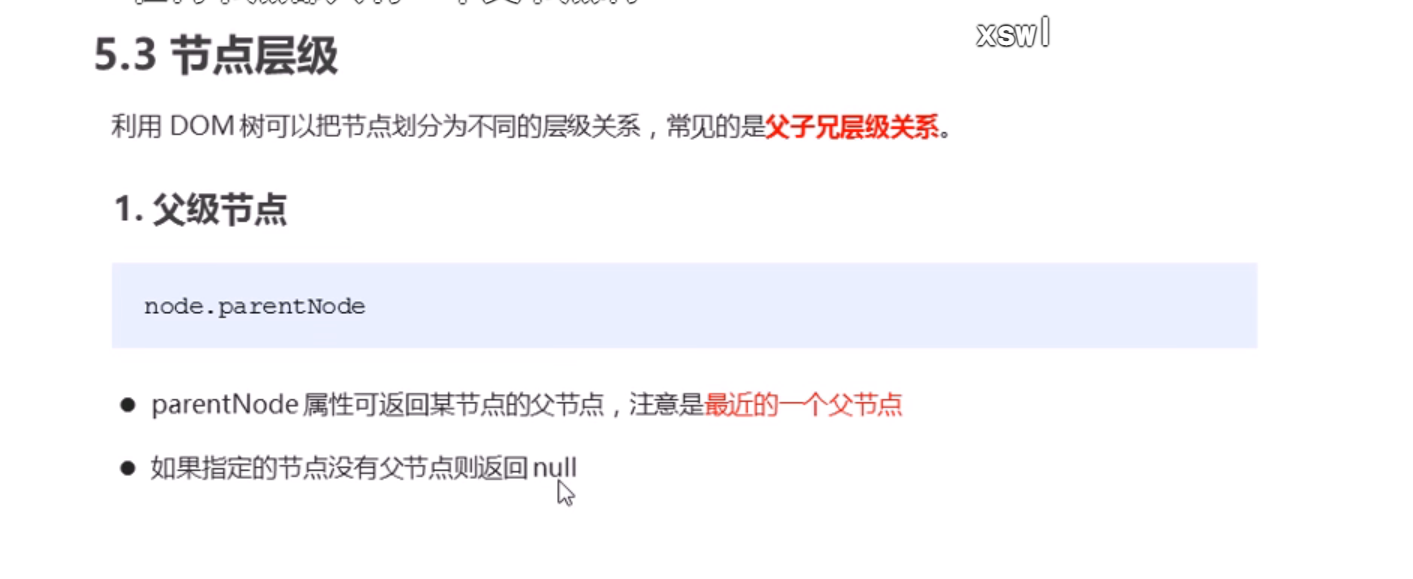 xswl
5.3 节点层级
利用 DOM 树可以把节点划分为不同的层级关系，常见的是父子兄层级关系。
1. 父级节点
node.parentNode
● parentNode 属性可返回某节点的父节点，注意是最近的一个父节点
● 如果指定的节点没有父节点则返回 null